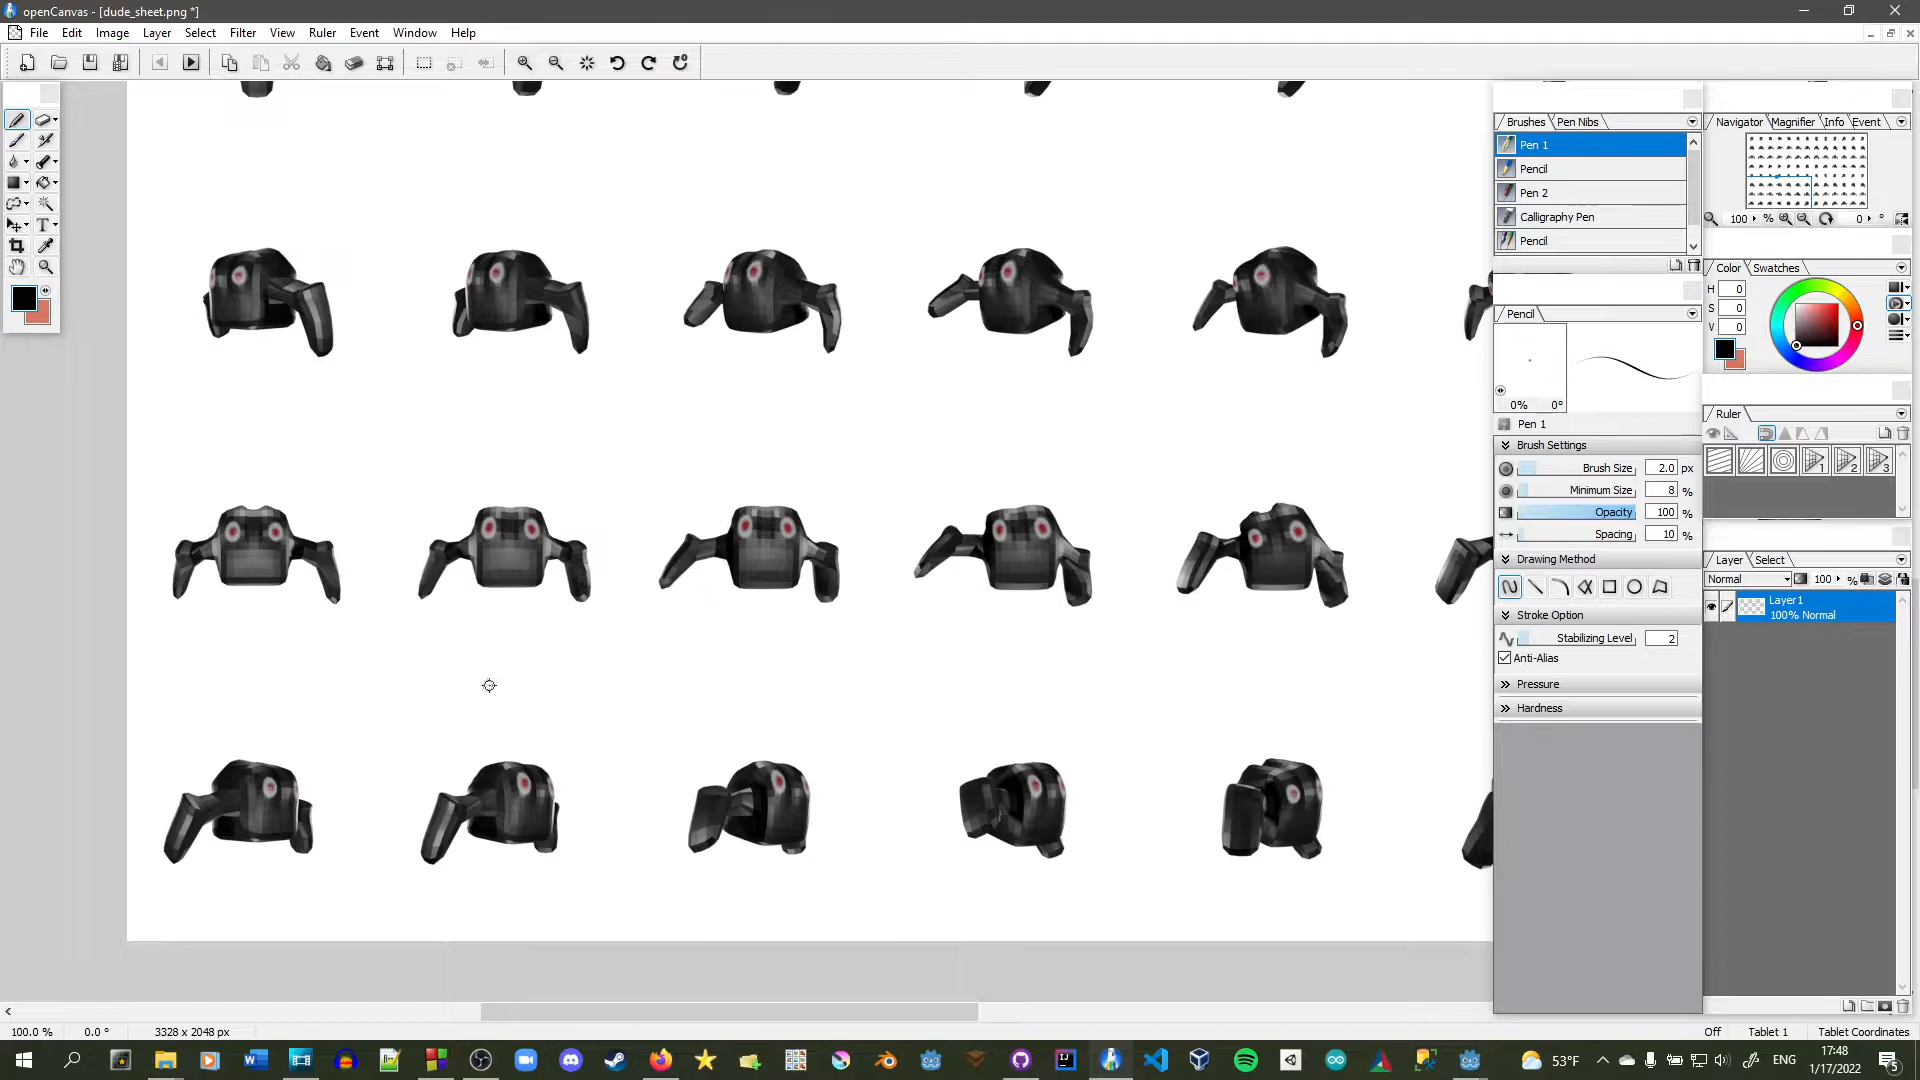 openCanvas - [dude_sheet.png *]
File Edit Image Layer Select Filter View Ruler Event Window Help
Brushes Pen Nibs
Pen 1
Pencil
Pen 2
Calligraphy Pen
Pencil
Navigator Magnifier Info Event
100 % 0 °
Color Swatches
H 0
S 0
V 0
Pencil
0% 0°
Pen 1
Brush Settings
Brush Size 2.0 px
Minimum Size 8 %
Opacity 100 %
Spacing 10 %
Drawing Method
Stroke Option
Stabilizing Level 2
Anti-Alias
Pressure
Hardness
Ruler
1 2 3
Layer Select
Normal 100 %
Layer1
100% Normal
100.0 % 0.0 ° 3328 x 2048 px
Off Tablet 1 Tablet Coordinates
53°F ENG
17:48
1/17/2022
5